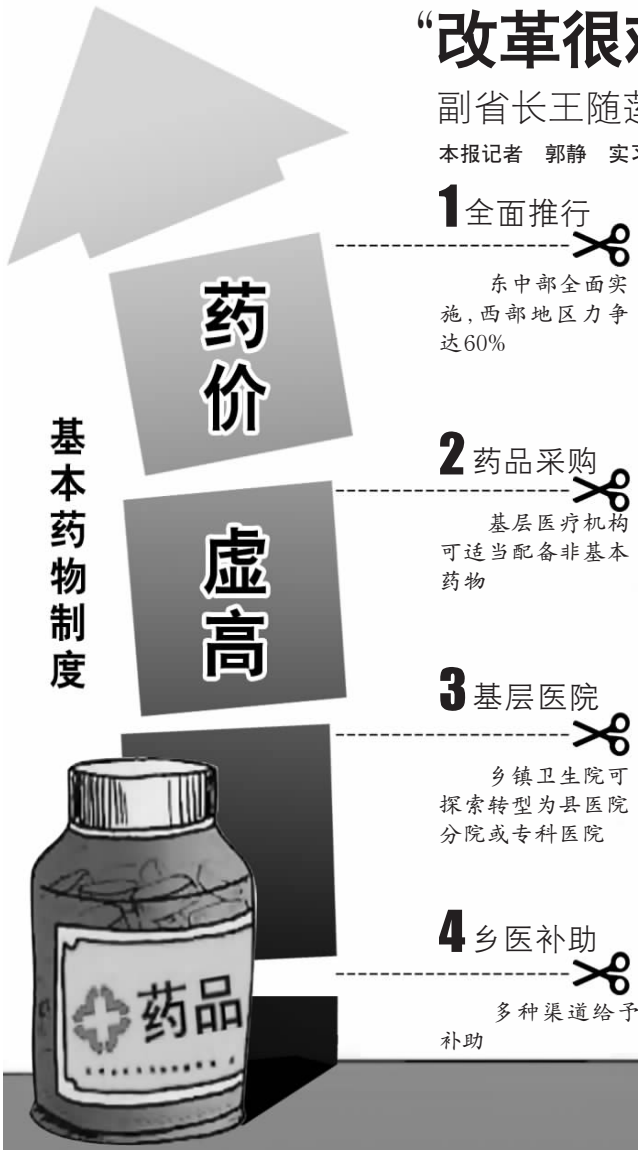 “改革很
副省长王随莲
本报记者 郭静 实习
1 全面推行
东中部全面实
施,西部地区力争
达60%
2 药品采购
基层医疗机构
可适当配备非基本
药物
3 基层医院
乡镇卫生院可
探索转型为县医院
分院或专科医院
4 乡医补助
多种渠道给予
补助
药价
虚高
基本药物制度
药品